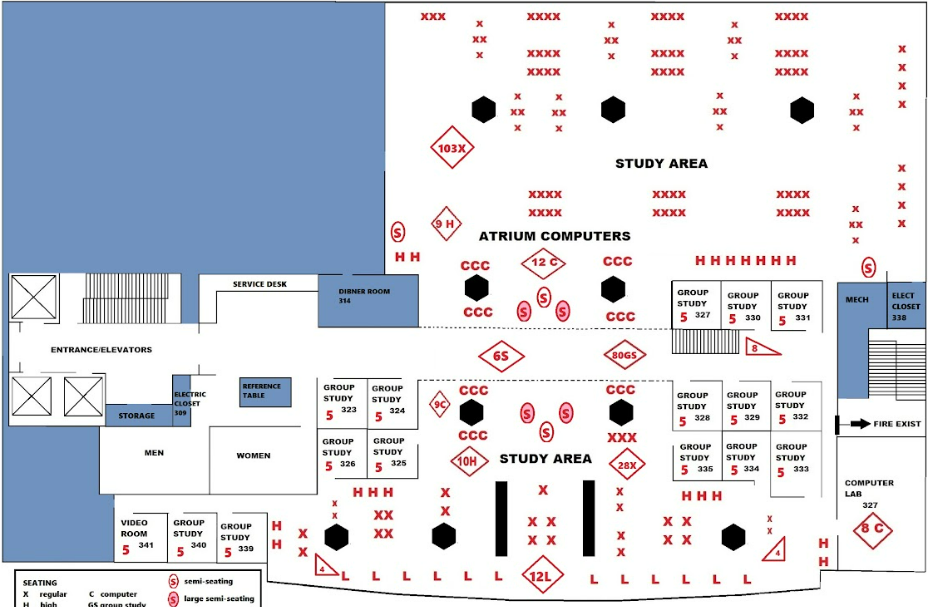 XXX XXXX XXXX XXXX
x x x
xx xx xx
x x x
XXXX XXXX XXXX
XXXX XXXX XXXX
x
x
x
x
x x x x
xx xx xx xx
x x x x
103X
STUDY AREA
XXXX XXXX XXXX
XXXX XXXX XXXX
x
x
x
x
x
xx
x
9 H
S
ATRIUM COMPUTERS
H H
CCC 12 C CCC
H H H H H H H
S
S
CCC S S CCC
SERVICE DESK
DIBNER ROOM
314
GROUP
STUDY
5 327
GROUP
STUDY
5 330
GROUP
STUDY
5 331
MECH
ELECT
CLOSET
338
ENTRANCE/ELEVATORS
6S
80GS
8
STORAGE
ELECTRIC
CLOSET
309
REFERENCE
TABLE
GROUP
STUDY
5 323
GROUP
STUDY
5 324
9C
CCC CCC
S S
S
CCC XXX
GROUP
STUDY
5 328
GROUP
STUDY
5 329
GROUP
STUDY
5 332
FIRE EXIST
MEN
WOMEN
GROUP
STUDY
5 326
GROUP
STUDY
5 325
10H
STUDY AREA
28X
GROUP
STUDY
5 335
GROUP
STUDY
5 334
GROUP
STUDY
5 333
COMPUTER
LAB
327
8 C
H H H
H H H
x
x
XX
XX
X
X
X
X
X
X X
X X
x
x
x
x
X X
X X
x
x
VIDEO
ROOM
5 341
GROUP
STUDY
5 340
GROUP
STUDY
5 339
H
H
X
X
H
H
4
4
L L L L L L 12L L L L L L L
SEATING
X regular C computer
H high GS group study
S semi-seating
S large semi-seating